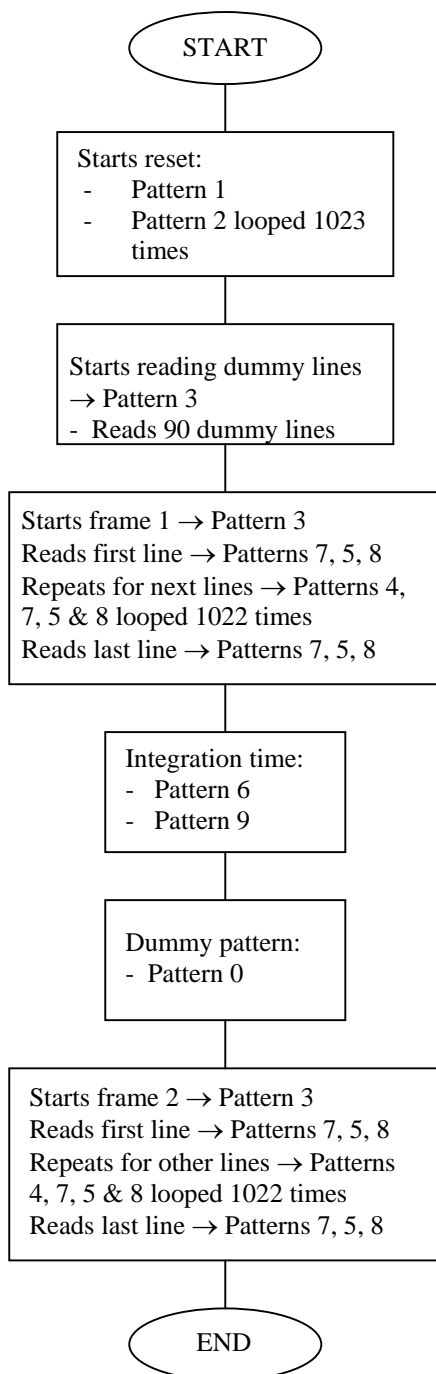 START
Starts reset:
- Pattern 1
- Pattern 2 looped 1023
times
Starts reading dummy lines
→ Pattern 3
- Reads 90 dummy lines
Starts frame 1 → Pattern 3
Reads first line → Patterns 7, 5, 8
Repeats for next lines → Patterns 4,
7, 5 & 8 looped 1022 times
Reads last line → Patterns 7, 5, 8
Integration time:
- Pattern 6
- Pattern 9
Dummy pattern:
- Pattern 0
Starts frame 2 → Pattern 3
Reads first line → Patterns 7, 5, 8
Repeats for other lines → Patterns
4, 7, 5 & 8 looped 1022 times
Reads last line → Patterns 7, 5, 8
END